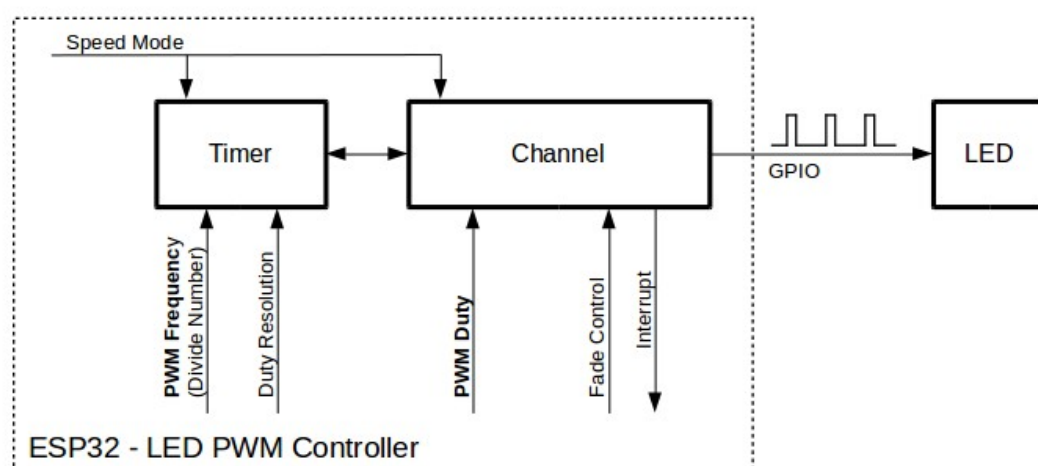 Speed Mode
Timer
Channel
LED
GPIO
PWM Frequency
(Divide Number)
Duty Resolution
PWM Duty
Fade Control
Interrupt
ESP32 - LED PWM Controller